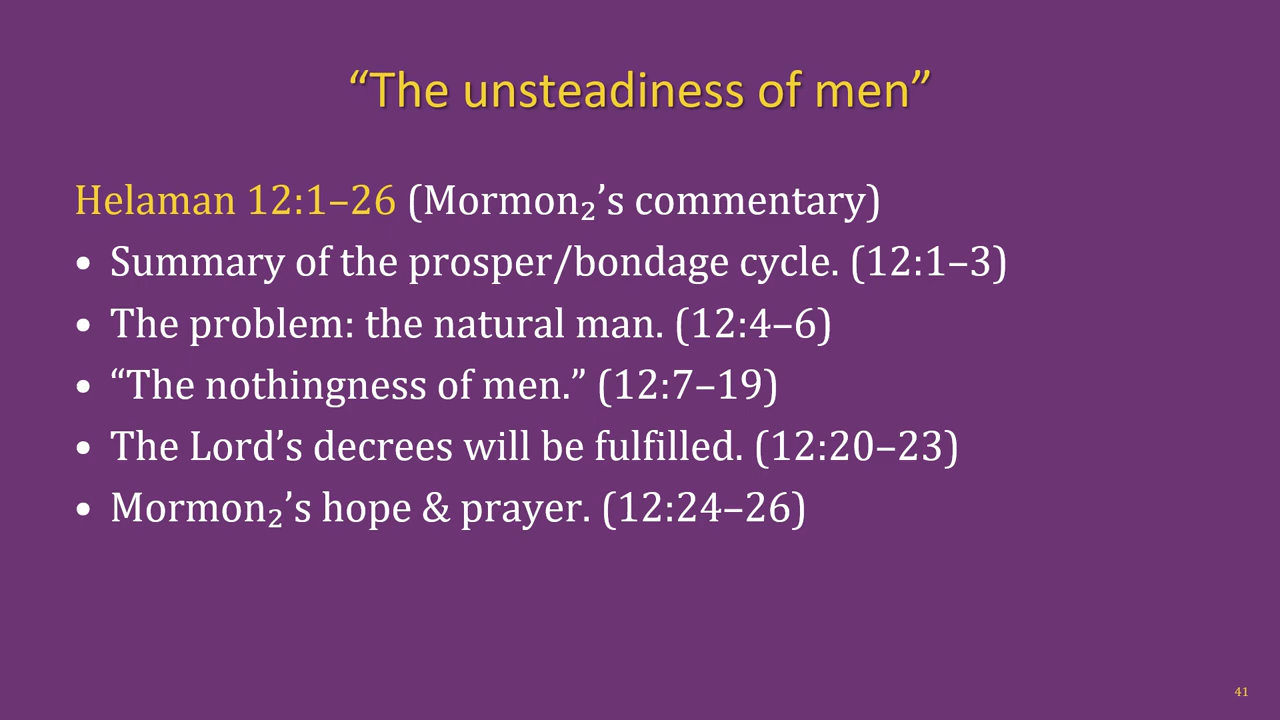 “The unsteadiness of men”
Helaman 12:1–26 (Mormon₂’s commentary)
• Summary of the prosper/bondage cycle. (12:1–3)
• The problem: the natural man. (12:4–6)
• “The nothingness of men.” (12:7–19)
• The Lord’s decrees will be fulfilled. (12:20–23)
• Mormon₂’s hope & prayer. (12:24–26)
41